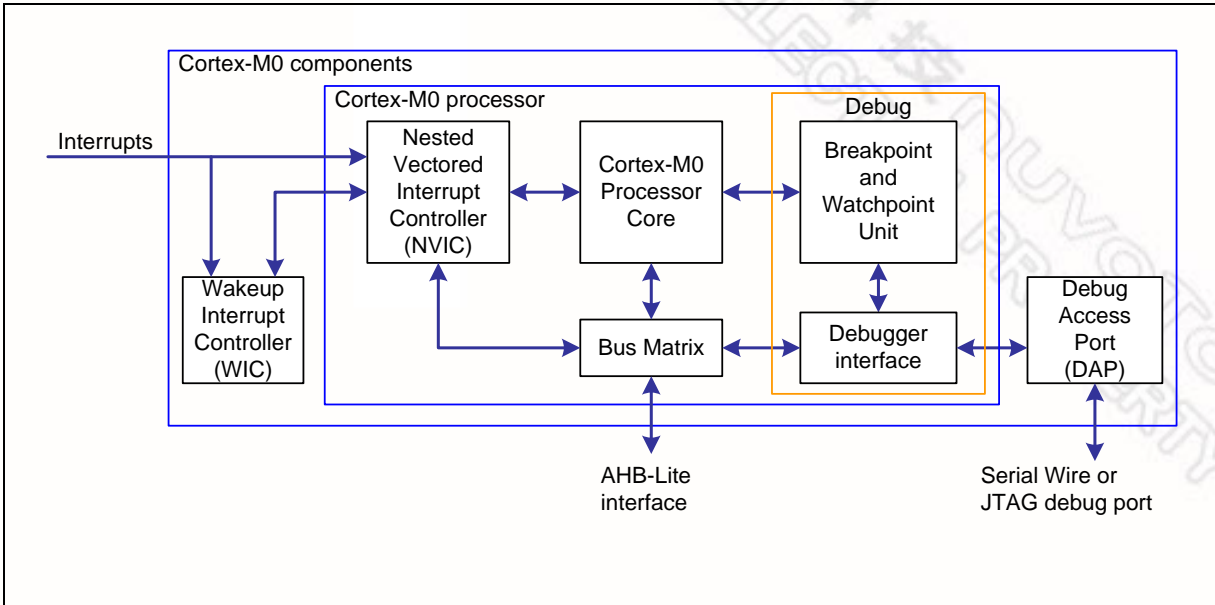 Cortex-M0 components
Cortex-M0 processor
Debug
Interrupts
Nested
Vectored
Interrupt
Controller
(NVIC)
Cortex-M0
Processor
Core
Breakpoint
and
Watchpoint
Unit
Wakeup
Interrupt
Controller
(WIC)
Bus Matrix
Debugger
interface
Debug
Access
Port
(DAP)
AHB-Lite
interface
Serial Wire or
JTAG debug port